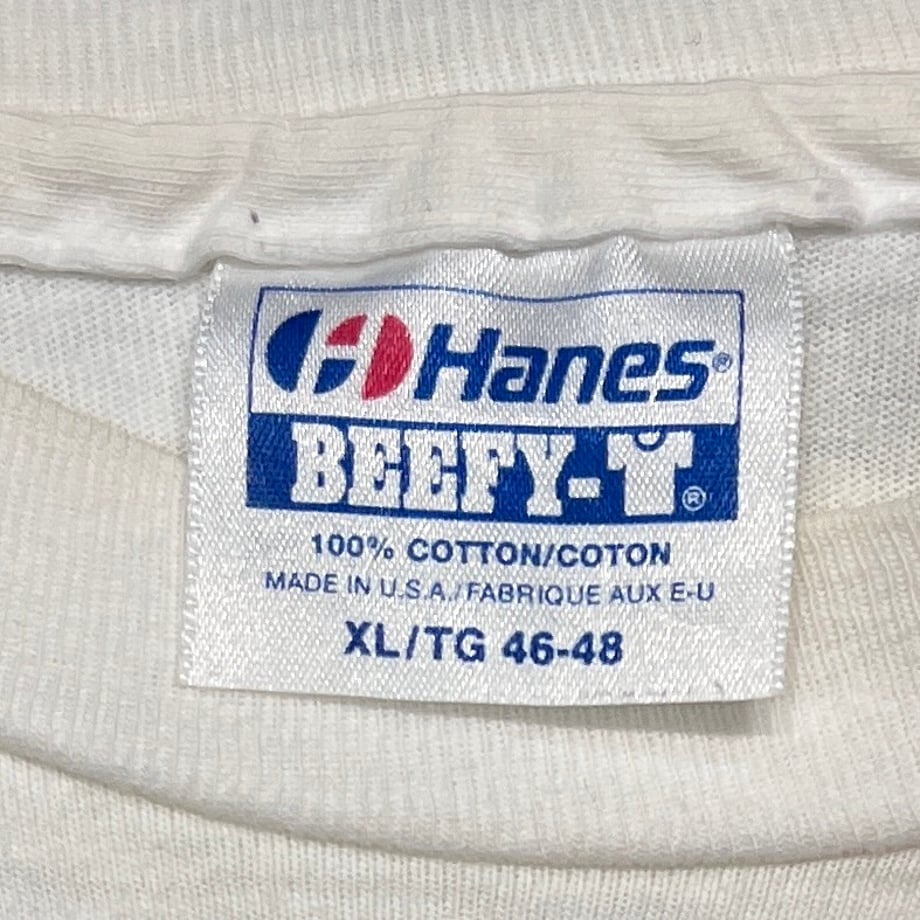 Hanes®
BEEFY-T®
100% COTTON/COTON
MADE IN U.S.A./FABRIQUE AUX E-U
XL/TG 46-48